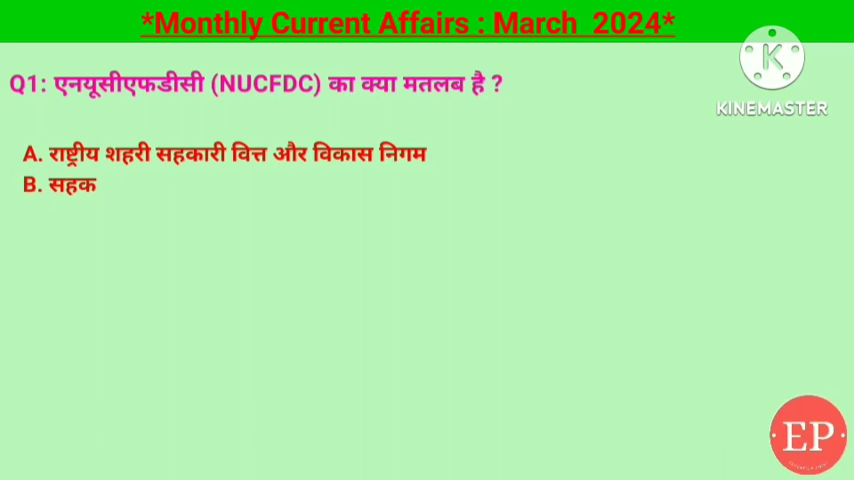 *Monthly Current Affairs : March 2024*
K
KINEMASTER
Q1: एनयूसीएफडीसी (NUCFDC) का क्या मतलब है ?
A. राष्ट्रीय शहरी सहकारी वित्त और विकास निगम
B. सहक
EP